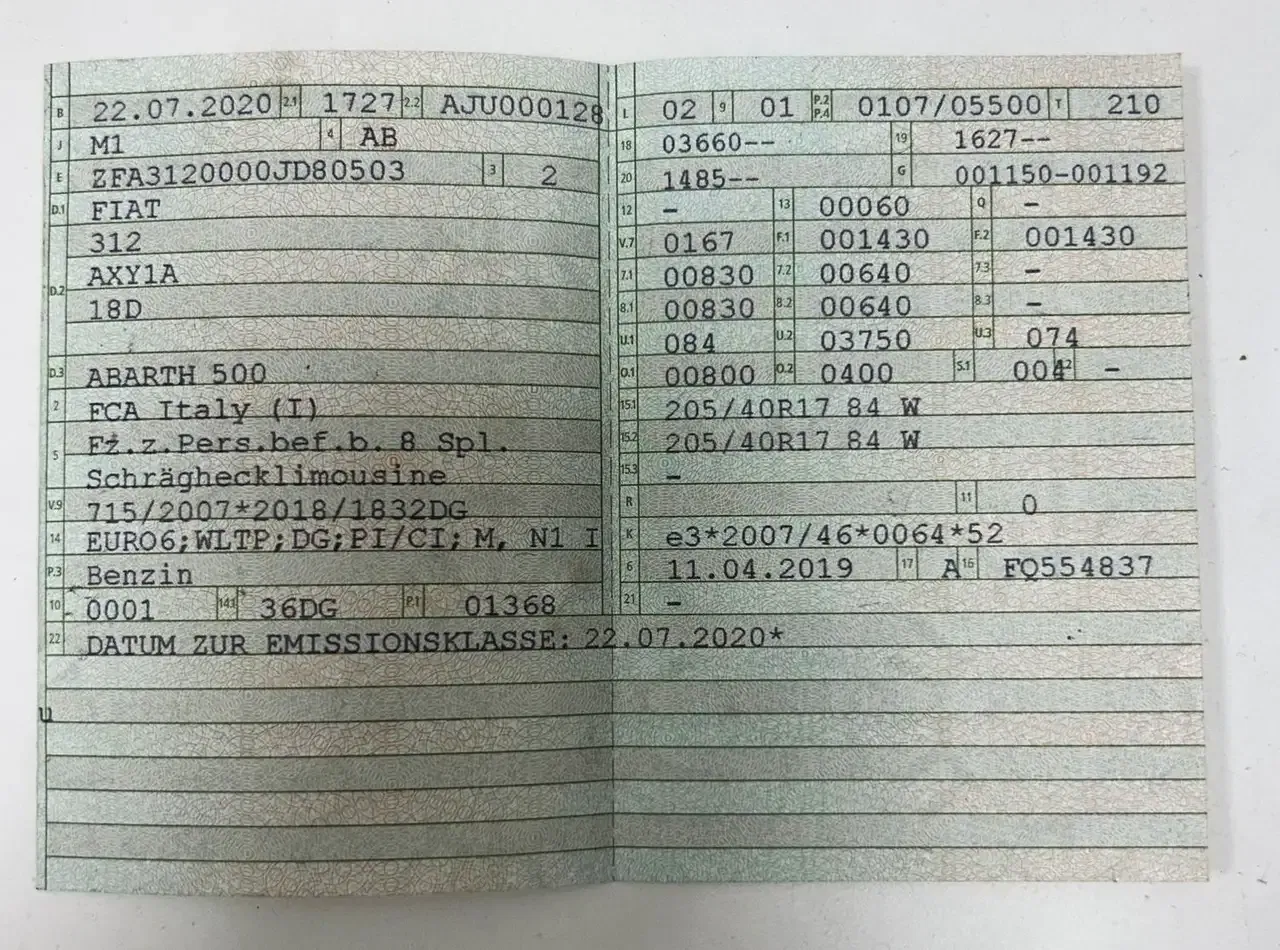 B 22.07.2020 2.1 1727 2.2 AJU000128
J M1 4 AB
E ZFA3120000JD80503 3 2
D.1 FIAT
312
D.2 AXY1A
18D
D.3 ABARTH 500
2 FCA Italy (I)
5 Fz.z.Pers.bef.b. 8 Spl.
Schräghecklimousine
V.9 715/2007*2018/1832DG
14 EURO6;WLTP;DG;PI/CI; M, N1 I
P.3 Benzin
10 0001 14.1 36DG P.1 01368
L 02 9 01 P.2 P.4 0107/05500 T 210
18 03660-- 19 1627--
20 1485-- G 001150-001192
12 - 13 00060 Q -
V.7 0167 F.1 001430 F.2 001430
7.1 00830 7.2 00640 7.3 -
8.1 00830 8.2 00640 8.3 -
U.1 084 U.2 03750 U.3 074
O.1 00800 O.2 0400 S.1 004 S.2 -
15.1 205/40R17 84 W
15.2 205/40R17 84 W
15.3 -
R 11 0
K e3*2007/46*0064*52
6 11.04.2019 17 A 16 FQ554837
21 -
22 DATUM ZUR EMISSIONSKLASSE: 22.07.2020*